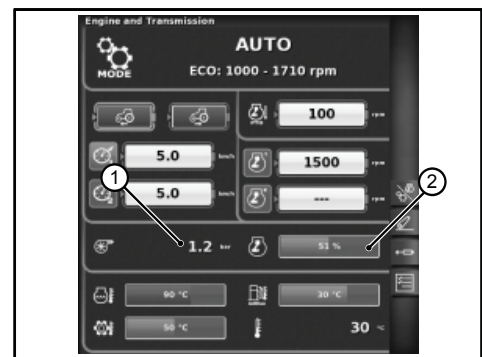 Engine and Transmission
AUTO
MODE
ECO: 1000 - 1710 rpm
100 rpm
5.0 km/h
1500 rpm
5.0 km/h
--- rpm
1
2
1.2 bar
51 %
90 °C
30 °C
50 °C
30 °C